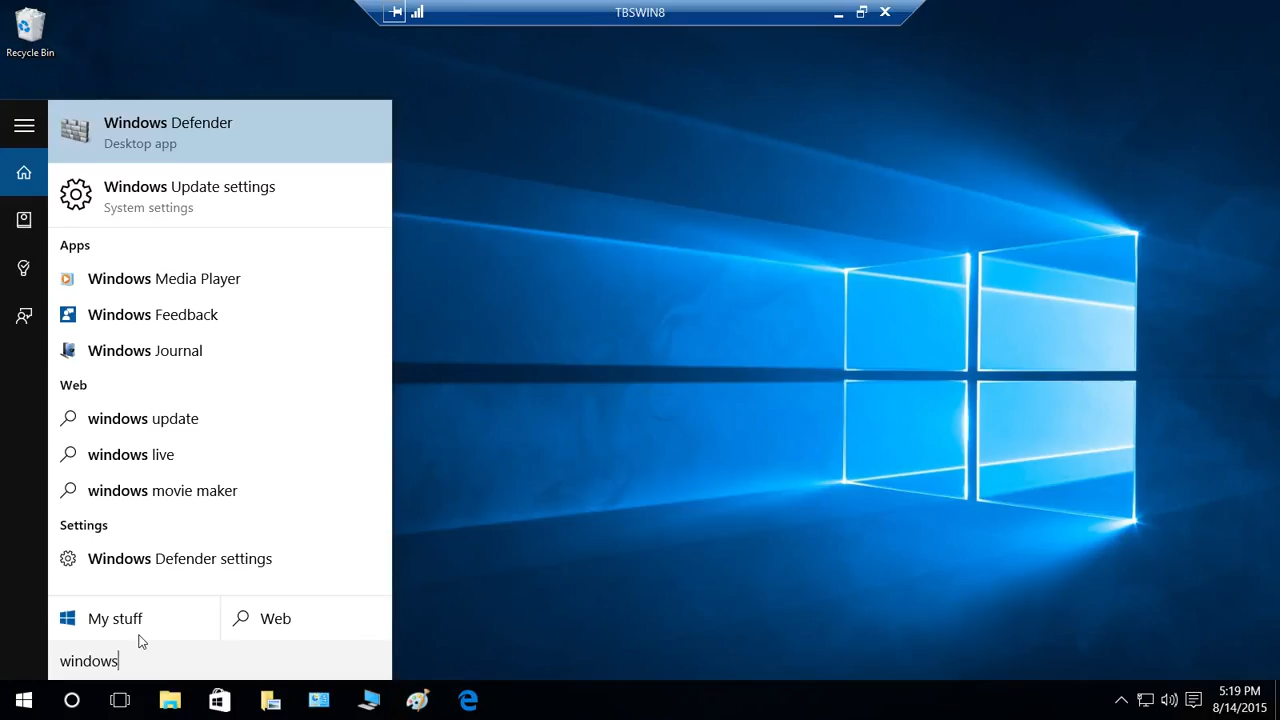 TBSWIN8
Recycle Bin
Windows Defender
Desktop app
Windows Update settings
System settings
Apps
Windows Media Player
Windows Feedback
Windows Journal
Web
windows update
windows live
windows movie maker
Settings
Windows Defender settings
My stuff
Web
windows
5:19 PM
8/14/2015